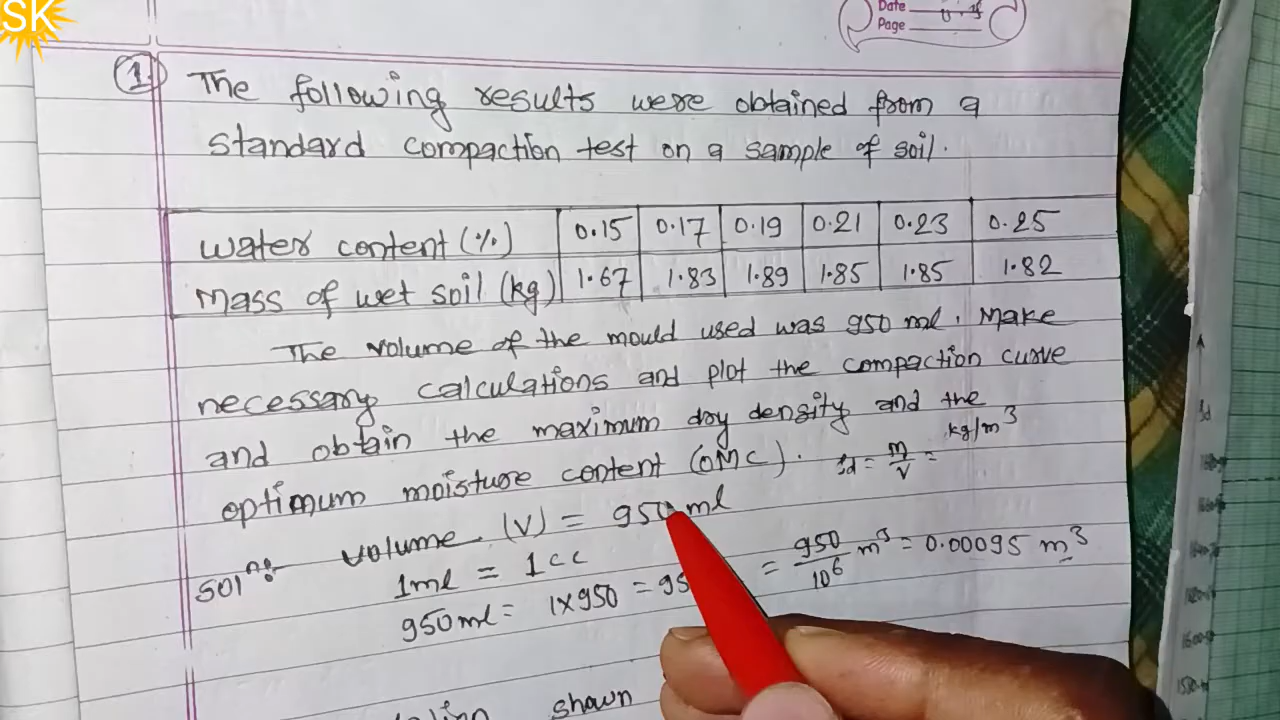 SK
Date
Page
1. The following results were obtained from a
standard compaction test on a sample of soil.
Water content (%) 0.15 0.17 0.19 0.21 0.23 0.25
Mass of wet soil (kg) 1.67 1.83 1.89 1.85 1.85 1.82
The volume of the mould used was 950 ml. Make
necessary calculations and plot the compaction curve
and obtain the maximum dry density and the
optimum moisture content (OMC). γd = m/v = kg/m³
Solⁿ:- volume (V) = 950 ml
1ml = 1cc
950ml = 1x950 = 95 = 950/10⁶ m³ = 0.00095 m³
shown